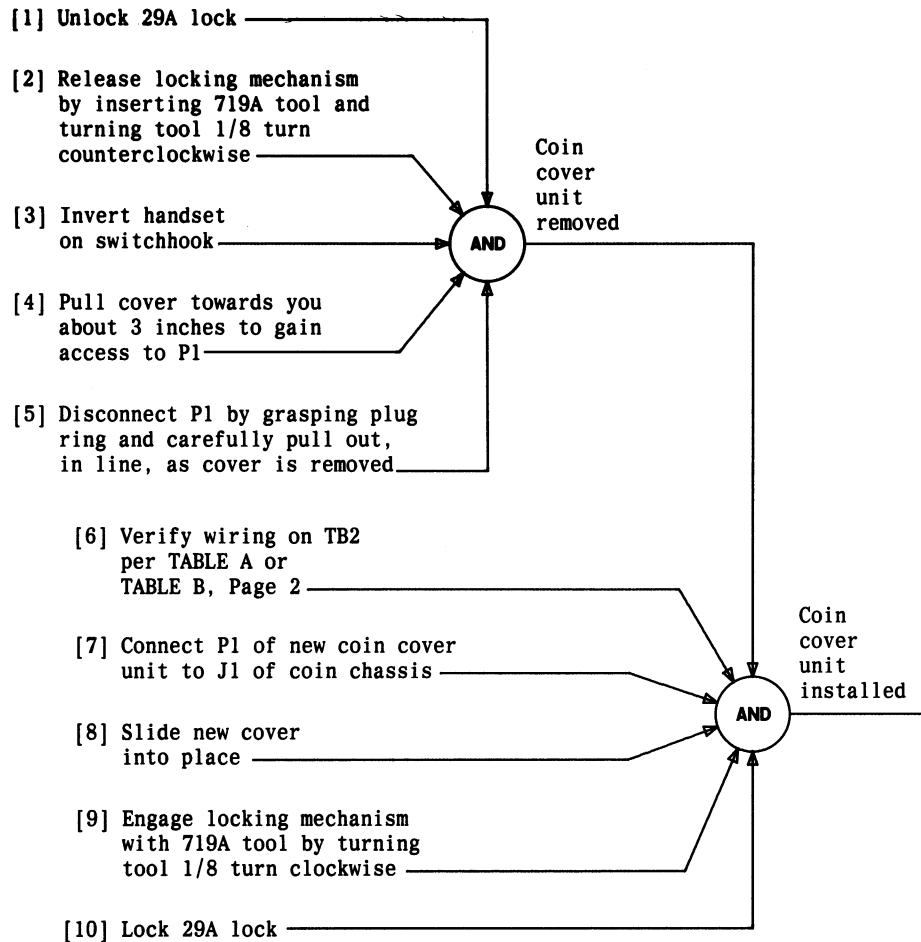 [1] Unlock 29A lock
[2] Release locking mechanism
by inserting 719A tool and
turning tool 1/8 turn
counterclockwise
Coin
cover
unit
removed
[3] Invert handset
on switchhook
AND
[4] Pull cover towards you
about 3 inches to gain
access to P1
[5] Disconnect P1 by grasping plug
ring and carefully pull out,
in line, as cover is removed
[6] Verify wiring on TB2
per TABLE A or
TABLE B, Page 2
Coin
cover
unit
installed
[7] Connect P1 of new coin cover
unit to J1 of coin chassis
AND
[8] Slide new cover
into place
[9] Engage locking mechanism
with 719A tool by turning
tool 1/8 turn clockwise
[10] Lock 29A lock